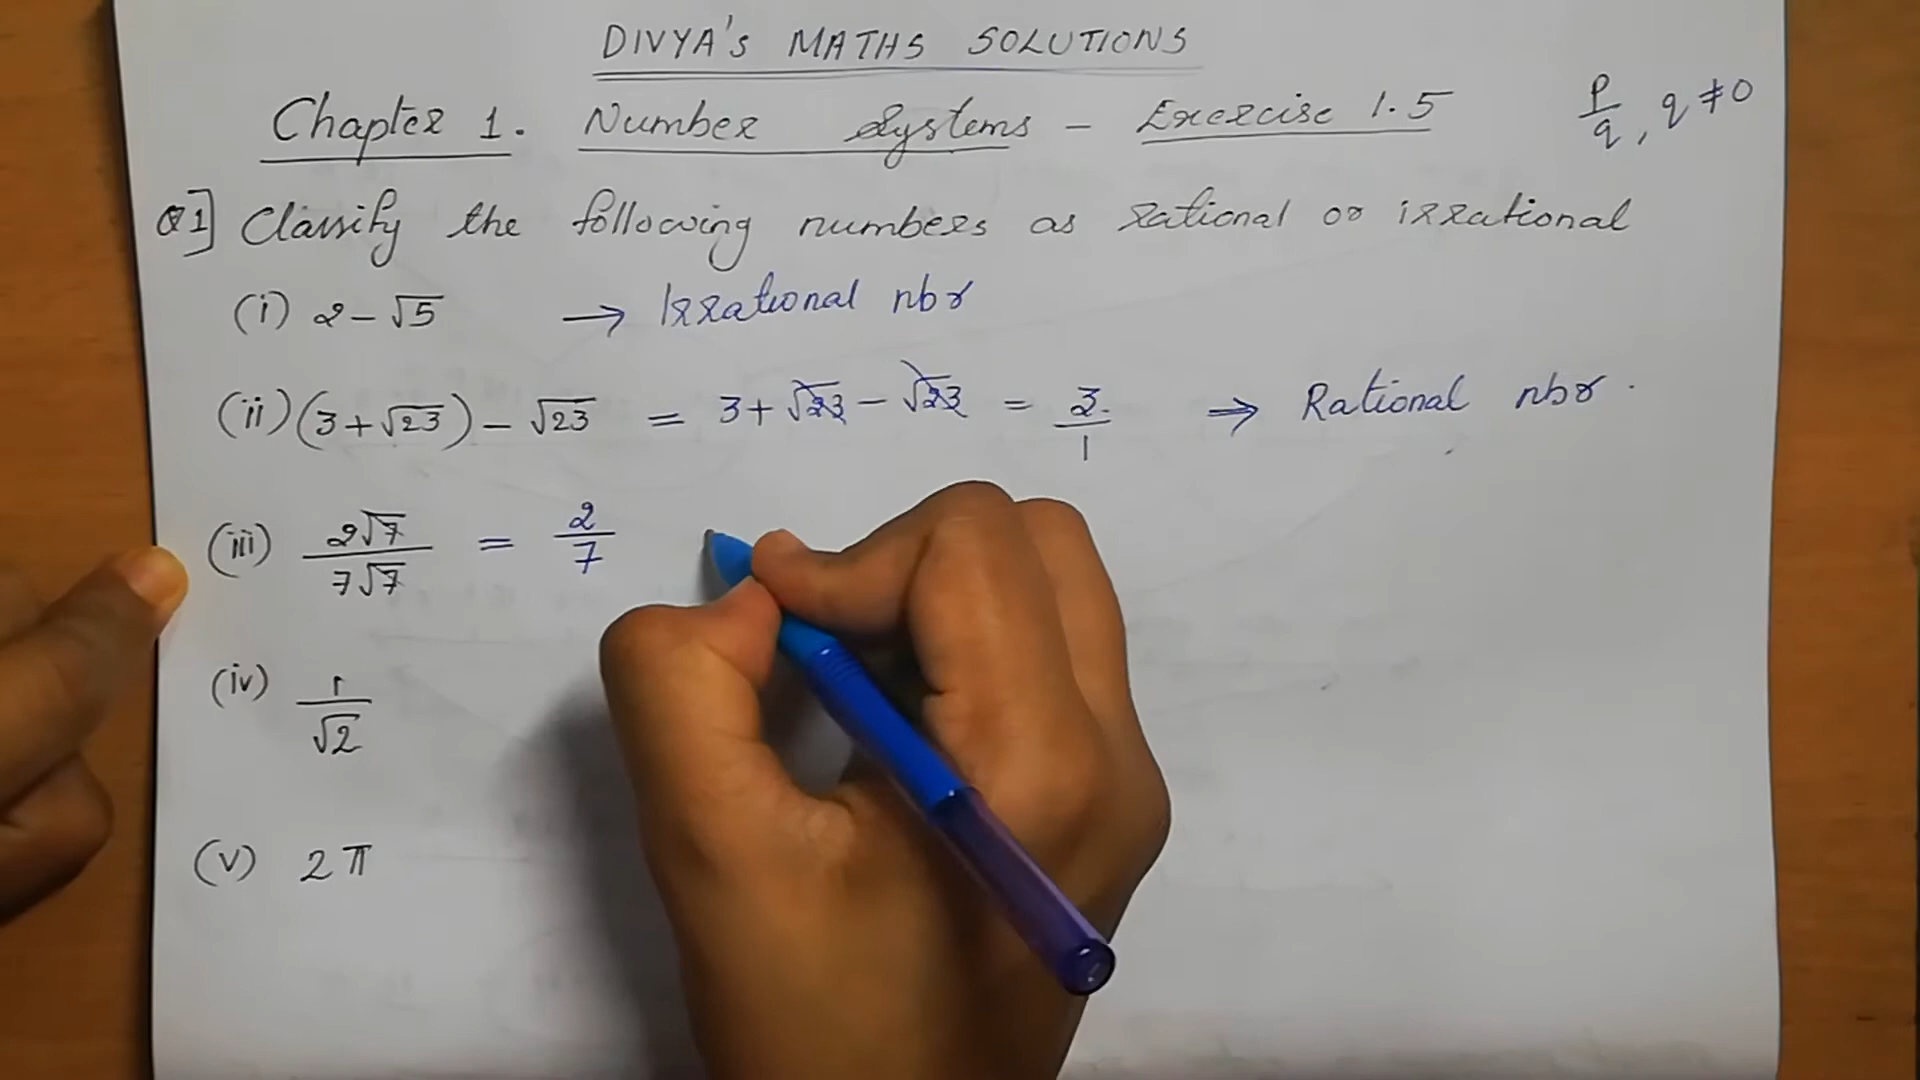 DIVYA's MATHS SOLUTIONS
Chapter 1. Number Systems - Exercise 1.5
p/q, q ≠ 0
Q1] Classify the following numbers as rational or irrational
(i) 2 - √5 → Irrational nbr
(ii) (3 + √23) - √23 = 3 + √23 - √23 = 3/1 → Rational nbr.
(iii) 2√7 / 7√7 = 2/7
(iv) 1/√2
(v) 2π